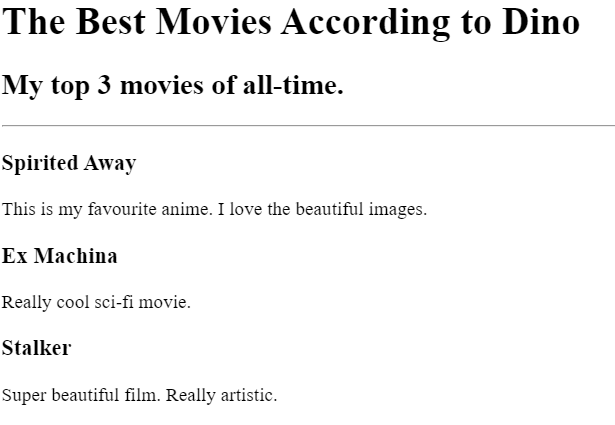 The Best Movies According to Dino
My top 3 movies of all-time.
Spirited Away
This is my favourite anime. I love the beautiful images.
Ex Machina
Really cool sci-fi movie.
Stalker
Super beautiful film. Really artistic.